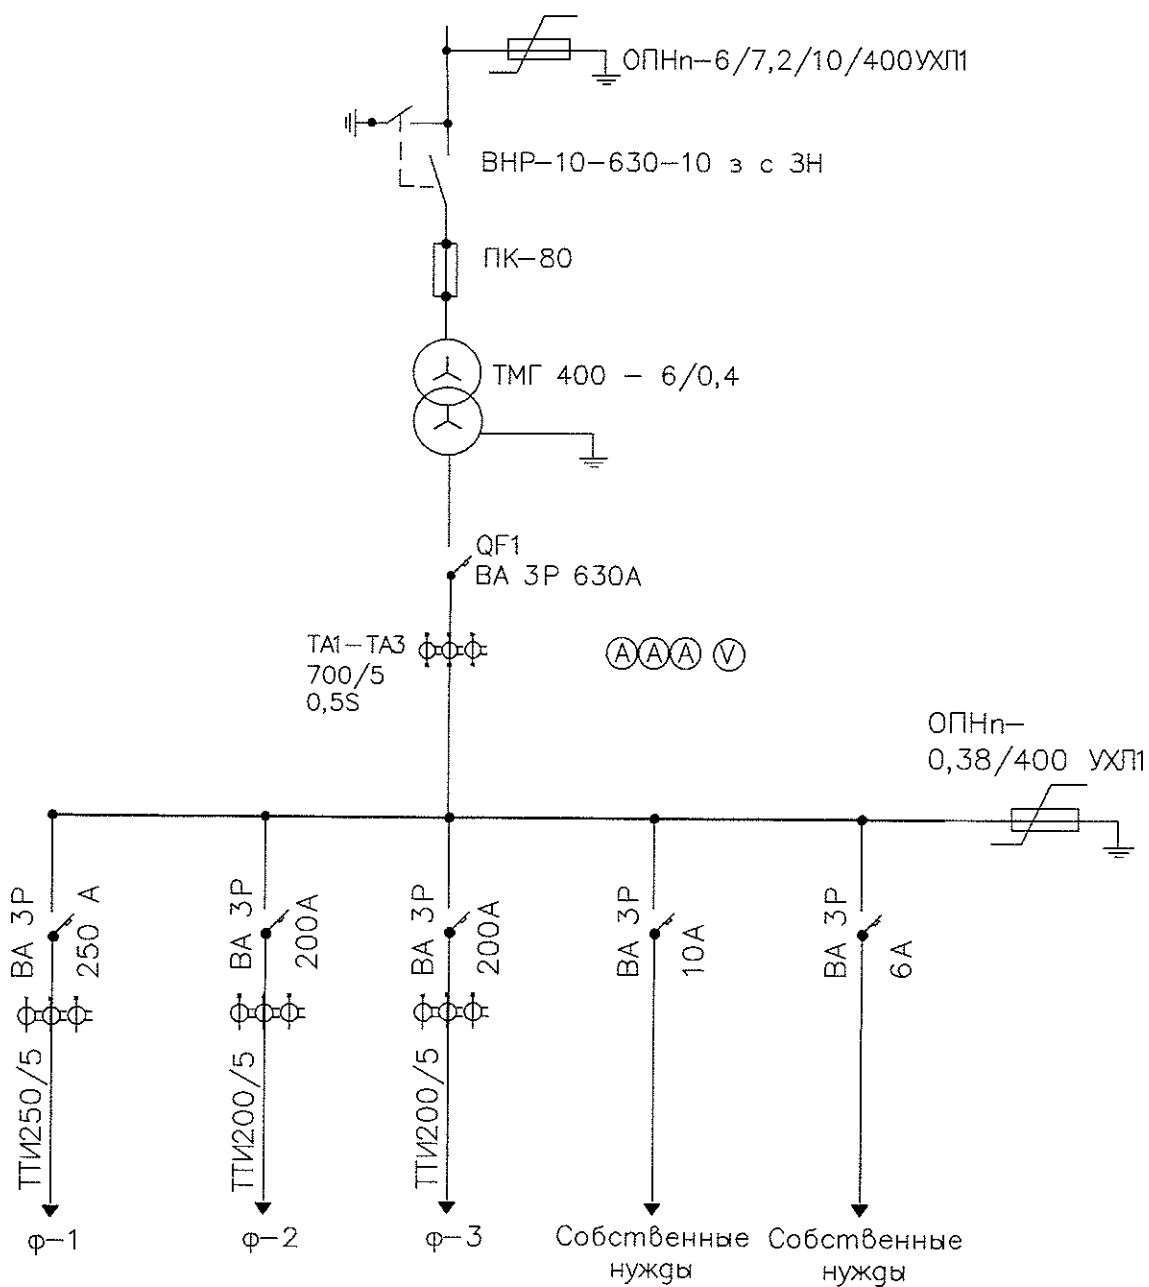 ОПНп-6/7,2/10/400УХЛ1
ВНР-10-630-10 з с ЗН
ПК-80
ТМГ 400 - 6/0,4
QF1
ВА 3Р 630А
ТА1-ТА3
700/5
0,5S
А А А V
ОПНп-
0,38/400 УХЛ1
ВА 3Р
250 А
ВА 3Р
200А
ВА 3Р
200А
ВА 3Р
10А
ВА 3Р
6А
ТТИ250/5
ТТИ200/5
ТТИ200/5
ф-1
ф-2
ф-3
Собственные
нужды
Собственные
нужды